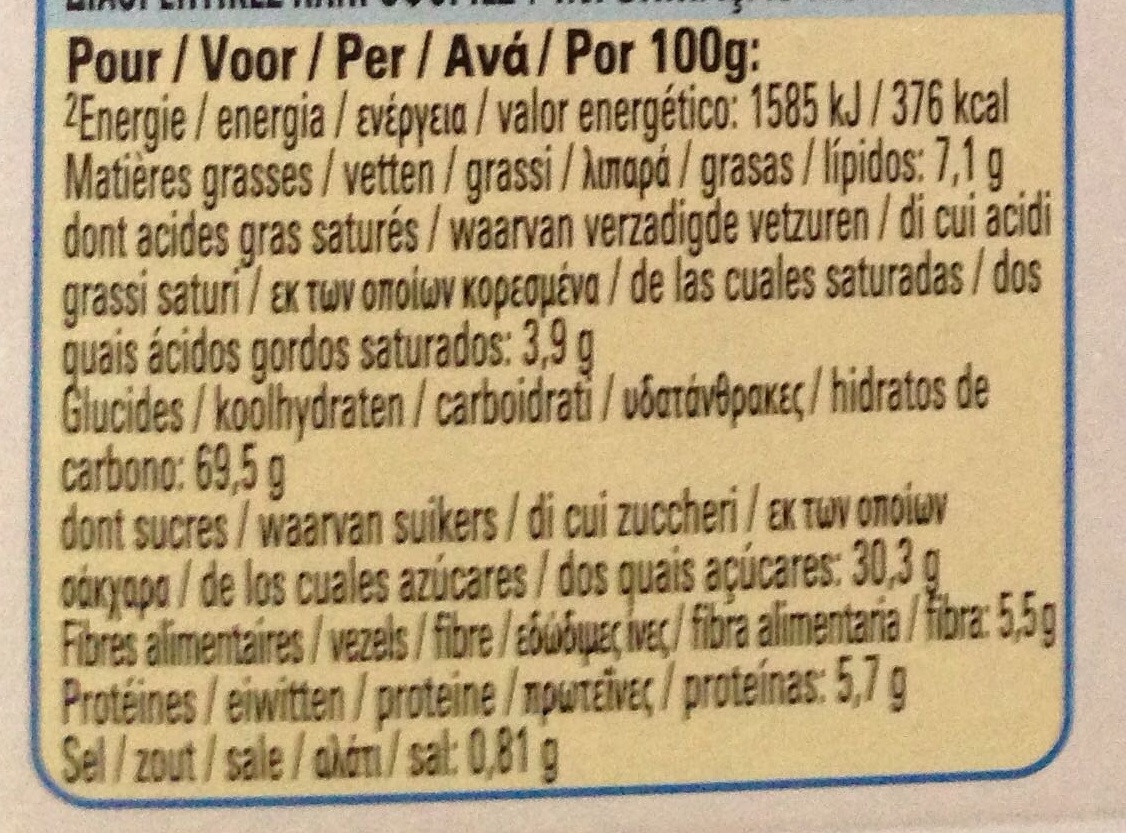 Pour / Voor / Per / Ανά / Por 100g:
²Energie / energia / ενέργεια / valor energético: 1585 kJ / 376 kcal
Matières grasses / vetten / grassi / λιπαρά / grasas / lípidos: 7,1 g
dont acides gras saturés / waarvan verzadigde vetzuren / di cui acidi
grassi saturi / εκ των οποίων κορεσμένα / de las cuales saturadas / dos
quais ácidos gordos saturados: 3,9 g
Glucides / koolhydraten / carboidrati / υδατάνθρακες / hidratos de
carbono: 69,5 g
dont sucres / waarvan suikers / di cui zuccheri / εκ των οποίων
σάκχαρα / de los cuales azúcares / dos quais açúcares: 30,3 g
Fibres alimentaires / vezels / fibre / εδώδιμες ίνες / fibra alimentaria / fibra: 5,5 g
Protéines / eiwitten / proteine / πρωτεΐνες / proteínas: 5,7 g
Sel / zout / sale / αλάτι / sal: 0,81 g